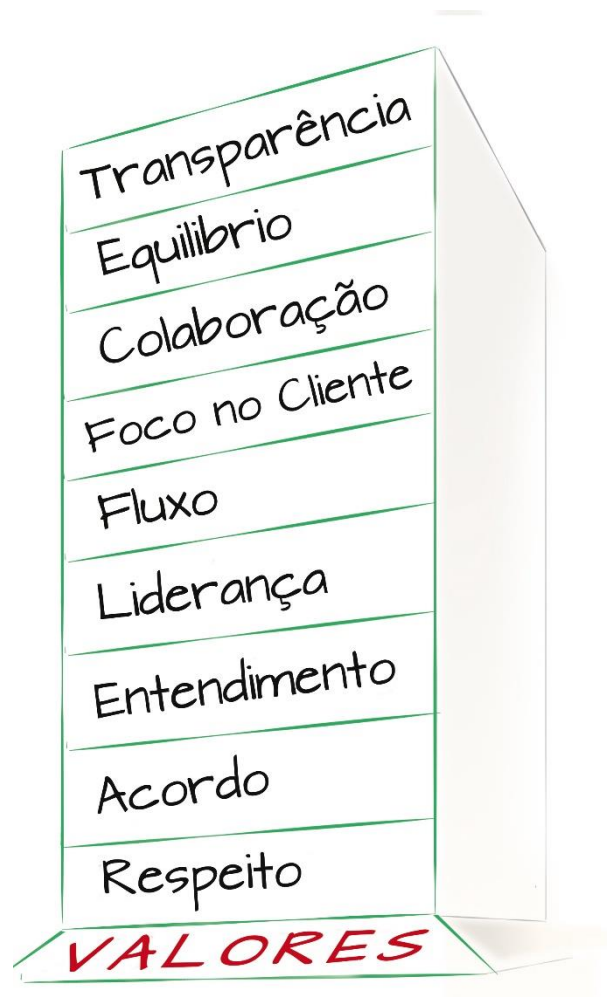 Transparência
Equilibrio
Colaboração
Foco no Cliente
Fluxo
Liderança
Entendimento
Acordo
Respeito
VALORES